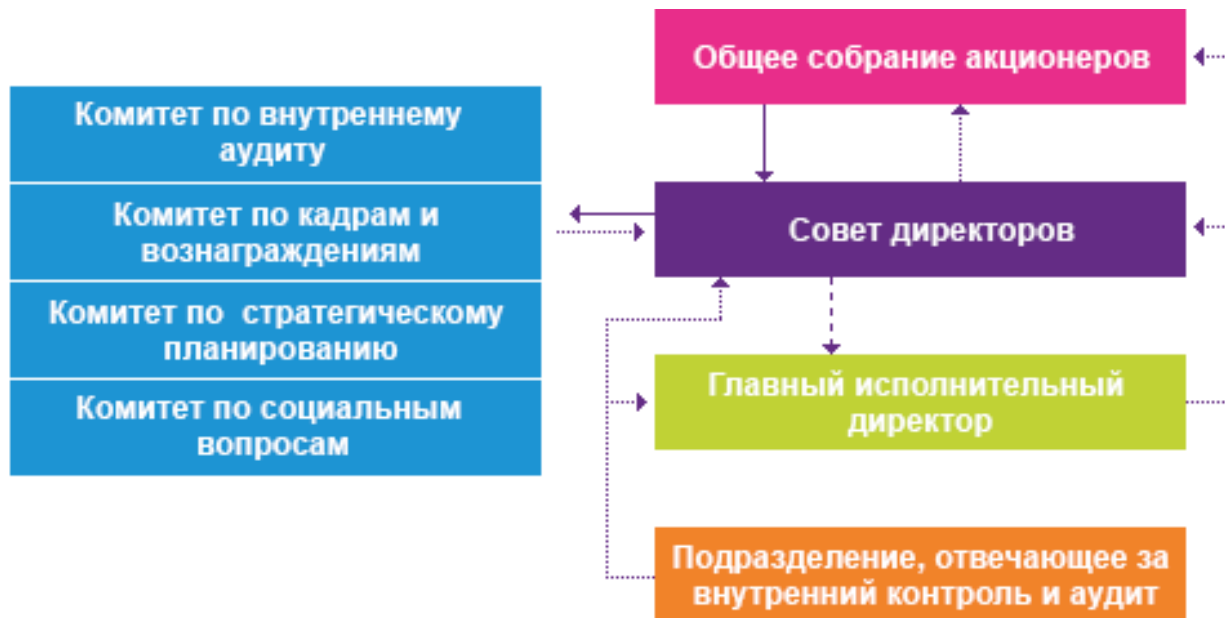 Общее собрание акционеров
Комитет по внутреннему
аудиту
Комитет по кадрам и
вознаграждениям
Комитет по стратегическому
планированию
Комитет по социальным
вопросам
Совет директоров
Главный исполнительный
директор
Подразделение, отвечающее за
внутренний контроль и аудит